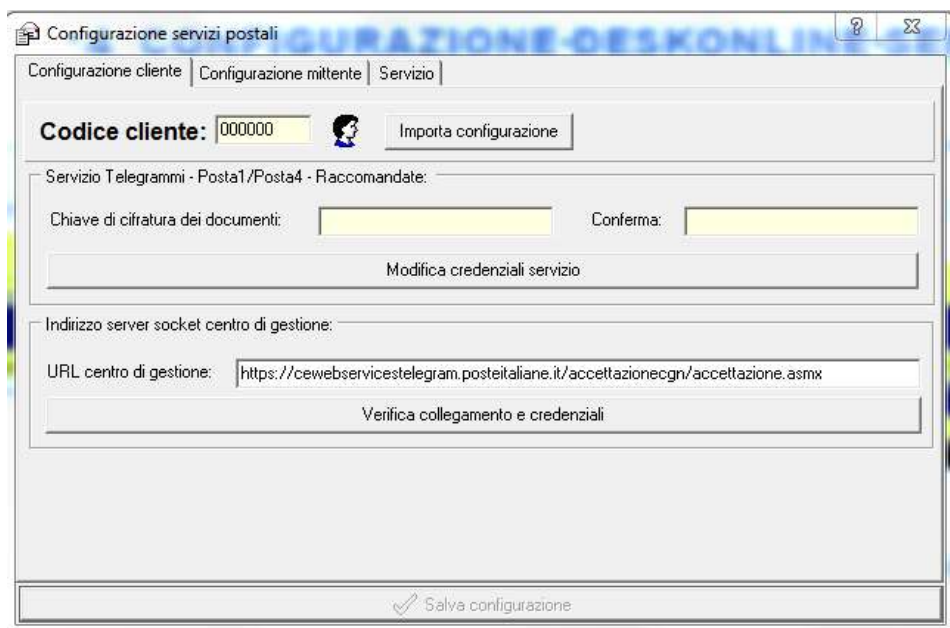 Configurazione servizi postali
Configurazione cliente Configurazione mittente Servizio
Codice cliente: 000000 Importa configurazione
Servizio Telegrammi - Posta1/Posta4 - Raccomandate:
Chiave di cifratura dei documenti: Conferma:
Modifica credenziali servizio
Indirizzo server socket centro di gestione:
URL centro di gestione: https://cewebservicestelegram.posteitaliane.it/accettazionecgn/accettazione.asmx
Verifica collegamento e credenziali
Salva configurazione